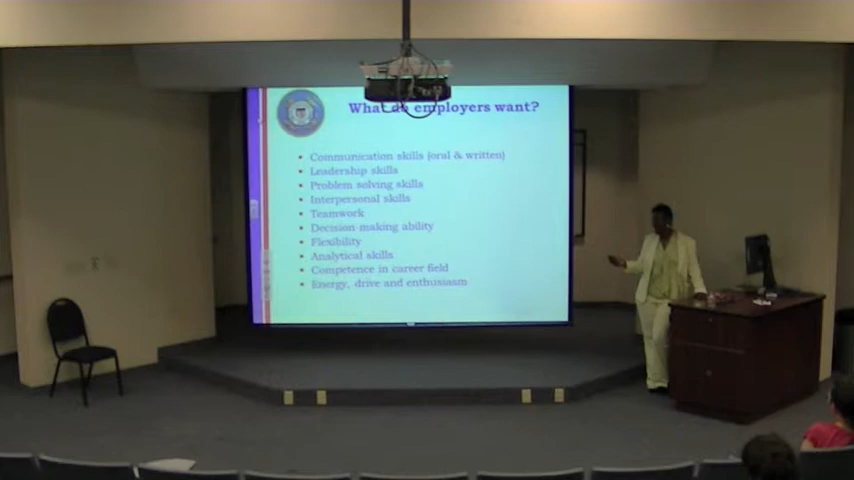 What do employers want?
Communication skills (oral & written)
Leadership skills
Problem solving skills
Interpersonal skills
Teamwork
Decision-making ability
Flexibility
Analytical skills
Competence in career field
Energy, drive and enthusiasm